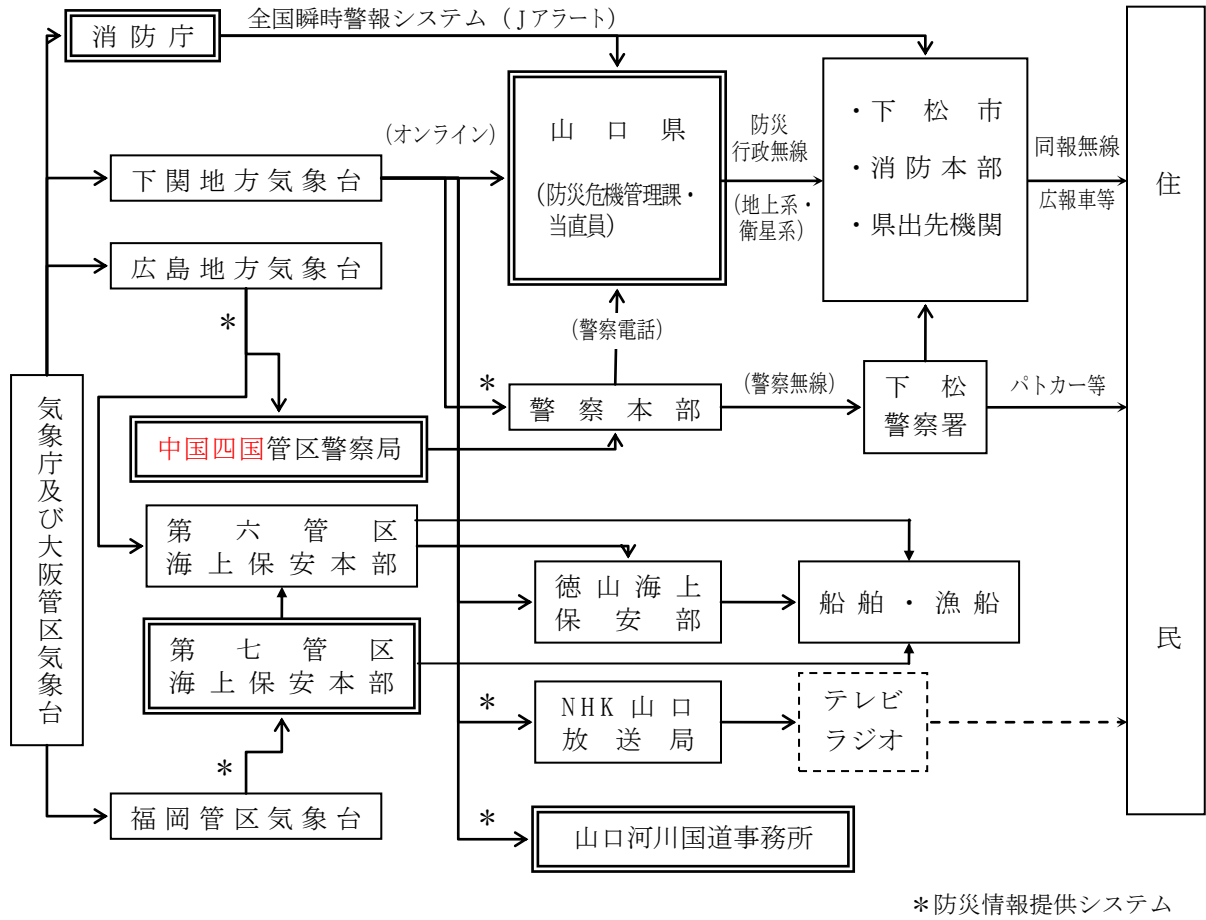 消防庁
全国瞬時警報システム（Jアラート）
(オンライン)
山口県
(防災危機管理課・
当直員)
防災
行政無線
(地上系・
衛星系)
・下松市
・消防本部
・県出先機関
同報無線
広報車等
住民
下関地方気象台
広島地方気象台
＊
(警察電話)
気象庁及び大阪管区気象台
中国四国管区警察局
＊
警察本部
(警察無線)
下松
警察署
パトカー等
第六管区
海上保安本部
徳山海上
保安部
船舶・漁船
第七管区
海上保安本部
＊
NHK山口
放送局
テレビ
ラジオ
＊
福岡管区気象台
＊
山口河川国道事務所
＊防災情報提供システム